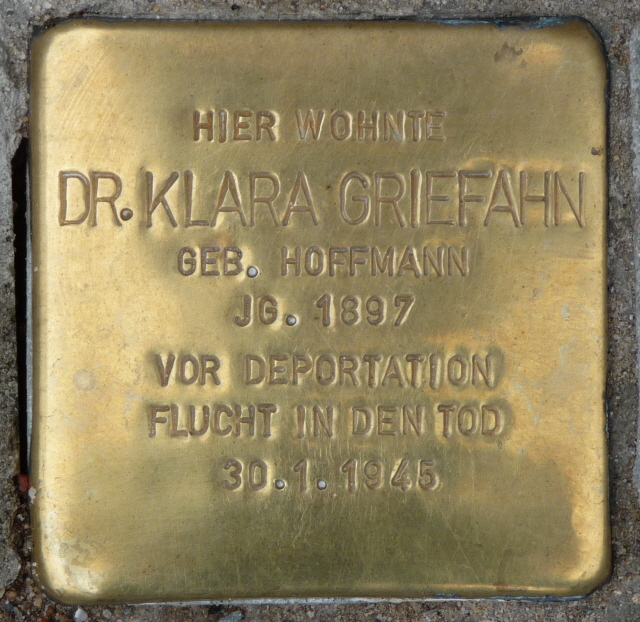 HIER WOHNTE
DR. KLARA GRIEFAHN
GEB. HOFFMANN
JG. 1897
VOR DEPORTATION
FLUCHT IN DEN TOD
30.1.1945